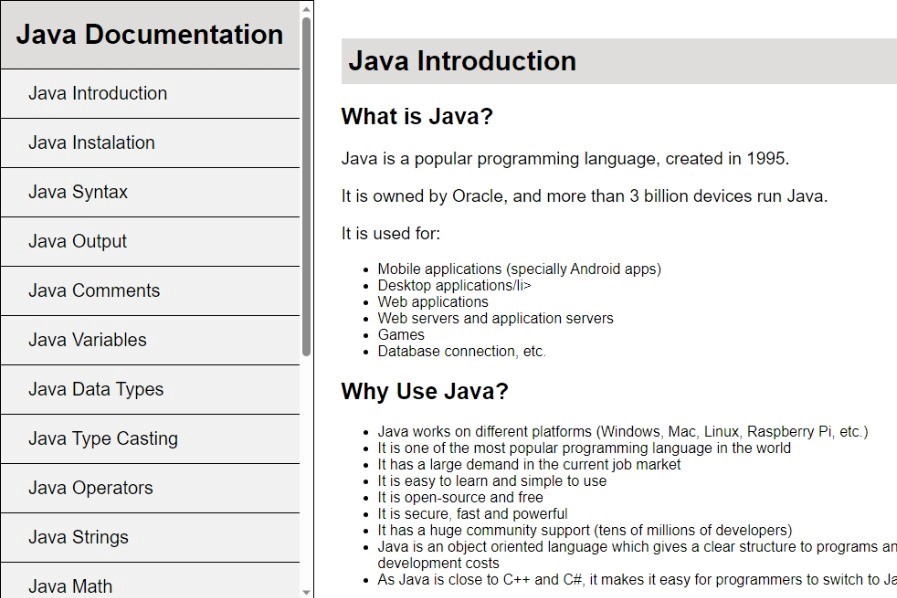 Java Documentation
Java Introduction
Java Instalation
Java Syntax
Java Output
Java Comments
Java Variables
Java Data Types
Java Type Casting
Java Operators
Java Strings
Java Math
Java Introduction
What is Java?
Java is a popular programming language, created in 1995.
It is owned by Oracle, and more than 3 billion devices run Java.
It is used for:
Mobile applications (specially Android apps)
Desktop applications/li>
Web applications
Web servers and application servers
Games
Database connection, etc.
Why Use Java?
Java works on different platforms (Windows, Mac, Linux, Raspberry Pi, etc.)
It is one of the most popular programming language in the world
It has a large demand in the current job market
It is easy to learn and simple to use
It is open-source and free
It is secure, fast and powerful
It has a huge community support (tens of millions of developers)
Java is an object oriented language which gives a clear structure to programs an
development costs
As Java is close to C++ and C#, it makes it easy for programmers to switch to Ja